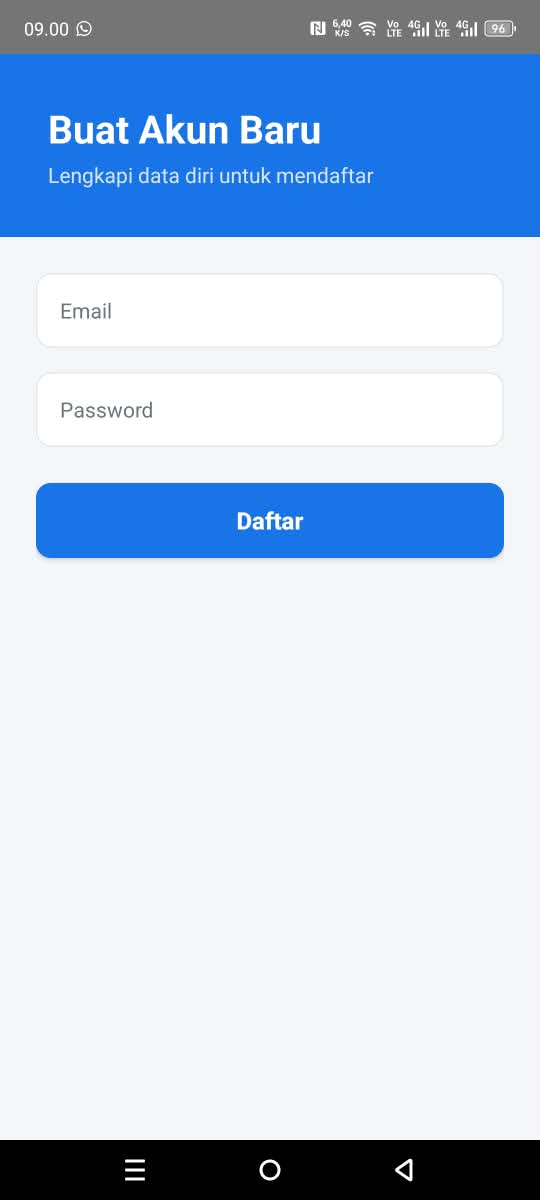 09.00
6,40
K/S
Vo
LTE
4G
Vo
LTE
4G
96
Buat Akun Baru
Lengkapi data diri untuk mendaftar
Email
Password
Daftar